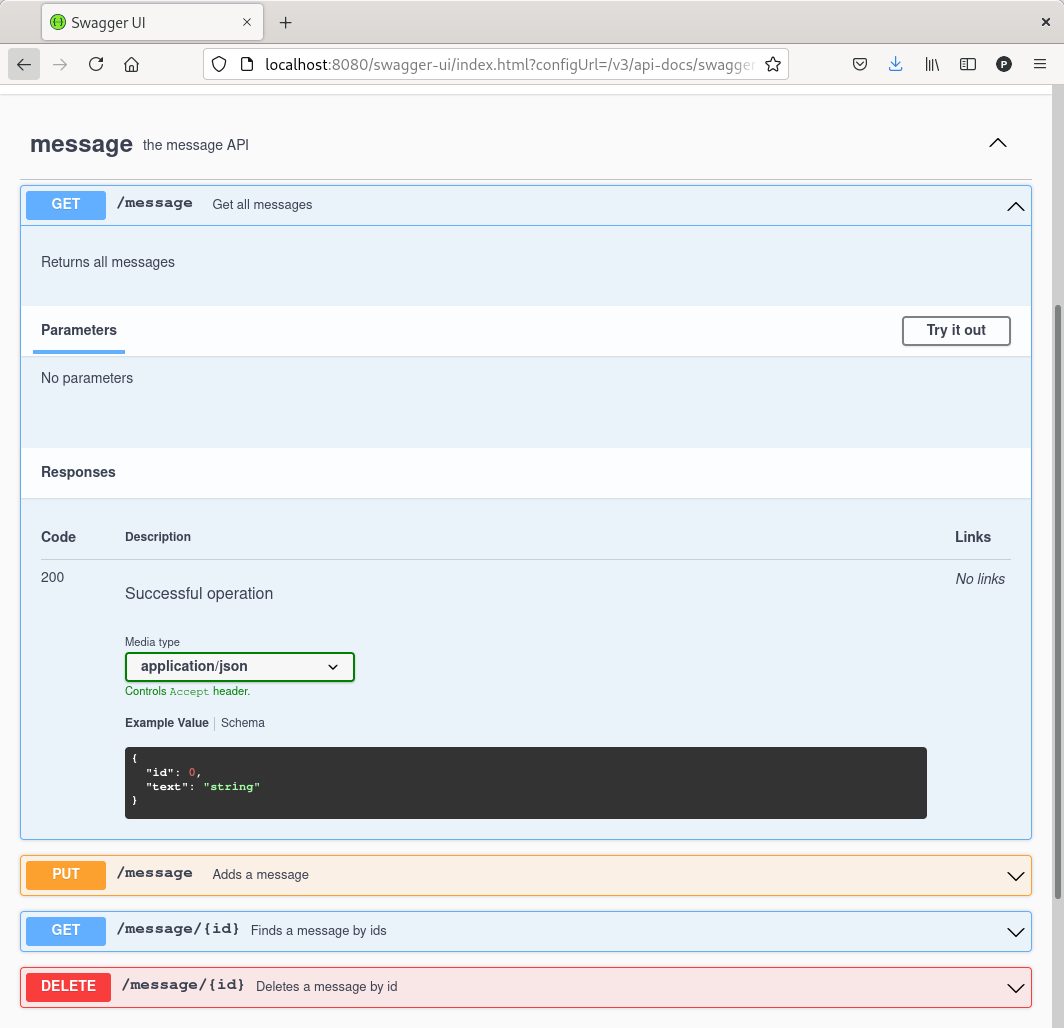 Swagger UI
localhost:8080/swagger-ui/index.html?configUrl=/v3/api-docs/swagger
P
message the message API
GET /message Get all messages
Returns all messages
Parameters Try it out
No parameters
Responses
Code Description Links
200 No links
Successful operation
Media type
application/json
Controls Accept header.
Example Value Schema
{
"id": 0,
"text": "string"
}
PUT /message Adds a message
GET /message/{id} Finds a message by ids
DELETE /message/{id} Deletes a message by id